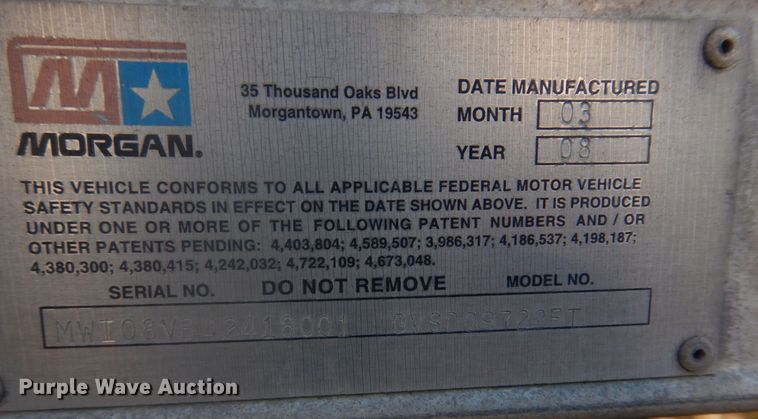 M
MORGAN.
35 Thousand Oaks Blvd
Morgantown, PA 19543
DATE MANUFACTURED
MONTH 03
YEAR 08
THIS VEHICLE CONFORMS TO ALL APPLICABLE FEDERAL MOTOR VEHICLE
SAFETY STANDARDS IN EFFECT ON THE DATE SHOWN ABOVE. IT IS PRODUCED
UNDER ONE OR MORE OF THE FOLLOWING PATENT NUMBERS AND / OR
OTHER PATENTS PENDING: 4,403,804; 4,589,507; 3,986,317; 4,186,537; 4,198,187;
4,380,300; 4,380,415; 4,242,032; 4,722,109; 4,673,048.
SERIAL NO. DO NOT REMOVE MODEL NO.
Purple Wave Auction